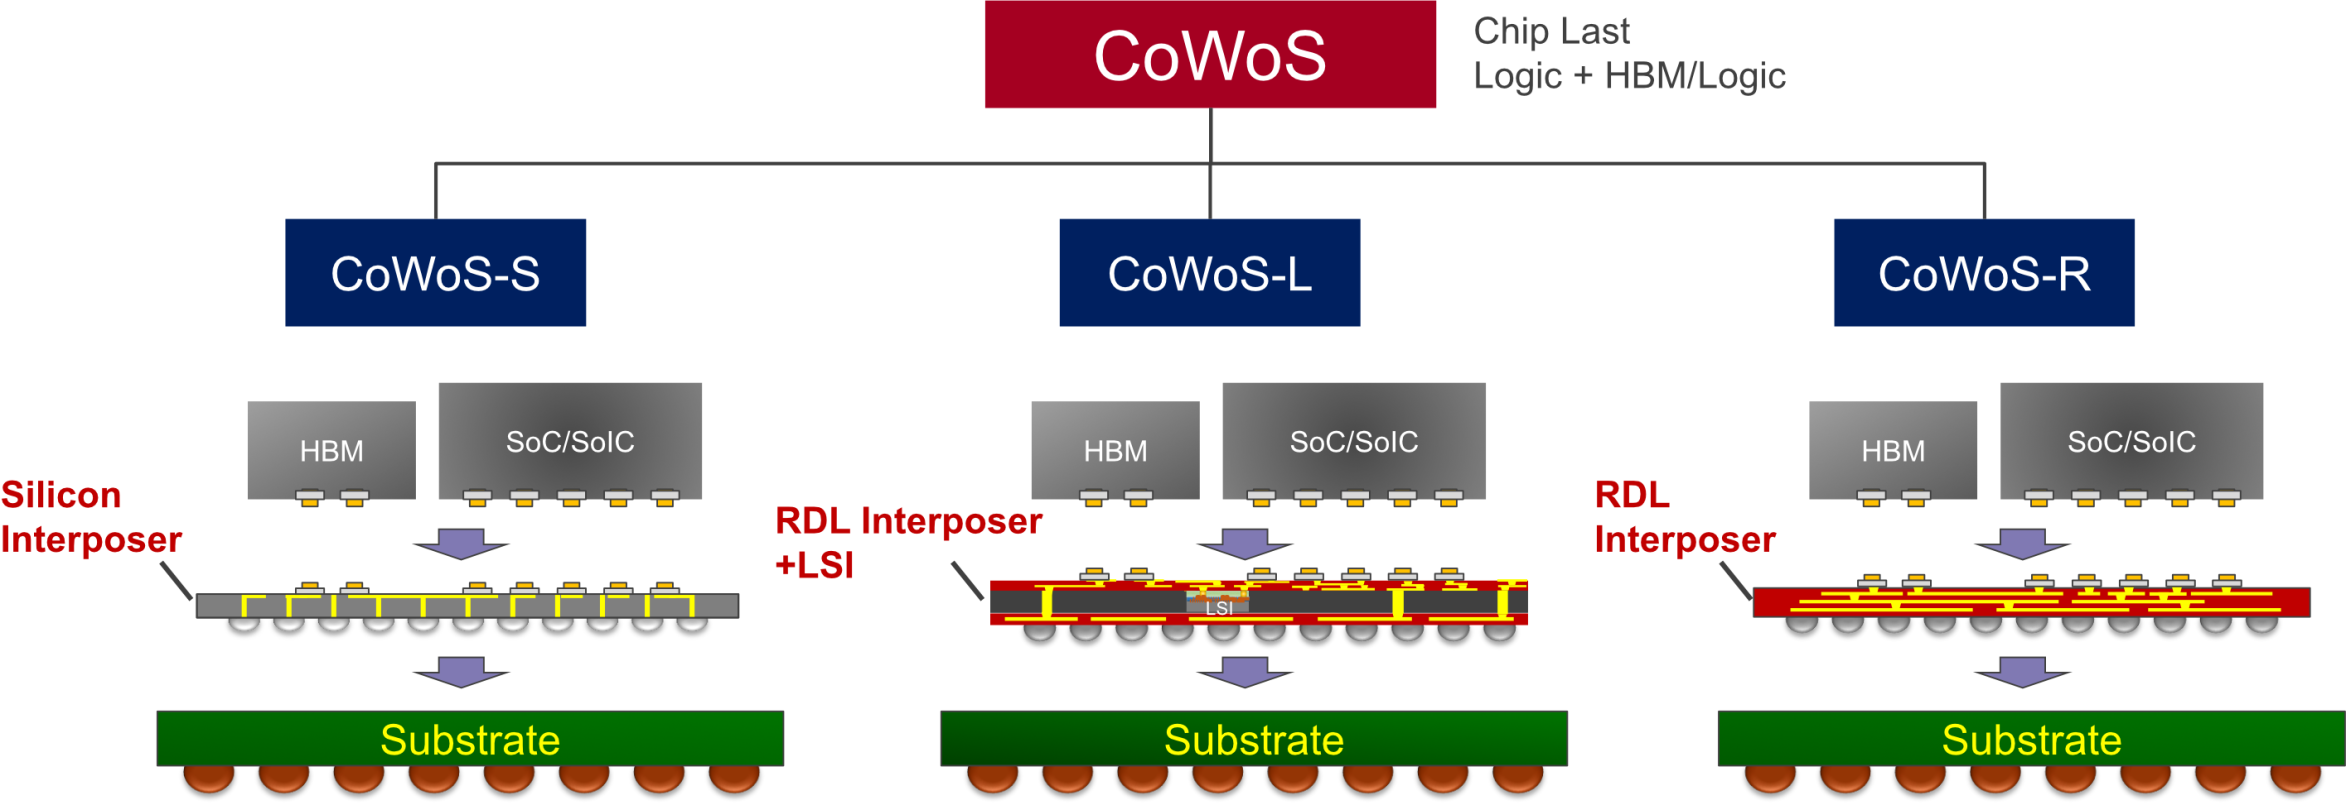 CoWoS
Chip Last
Logic + HBM/Logic
CoWoS-S
CoWoS-L
CoWoS-R
HBM
SoC/SoIC
Silicon
Interposer
HBM
SoC/SoIC
RDL Interposer
+LSI
LSI
HBM
SoC/SoIC
RDL
Interposer
Substrate
Substrate
Substrate